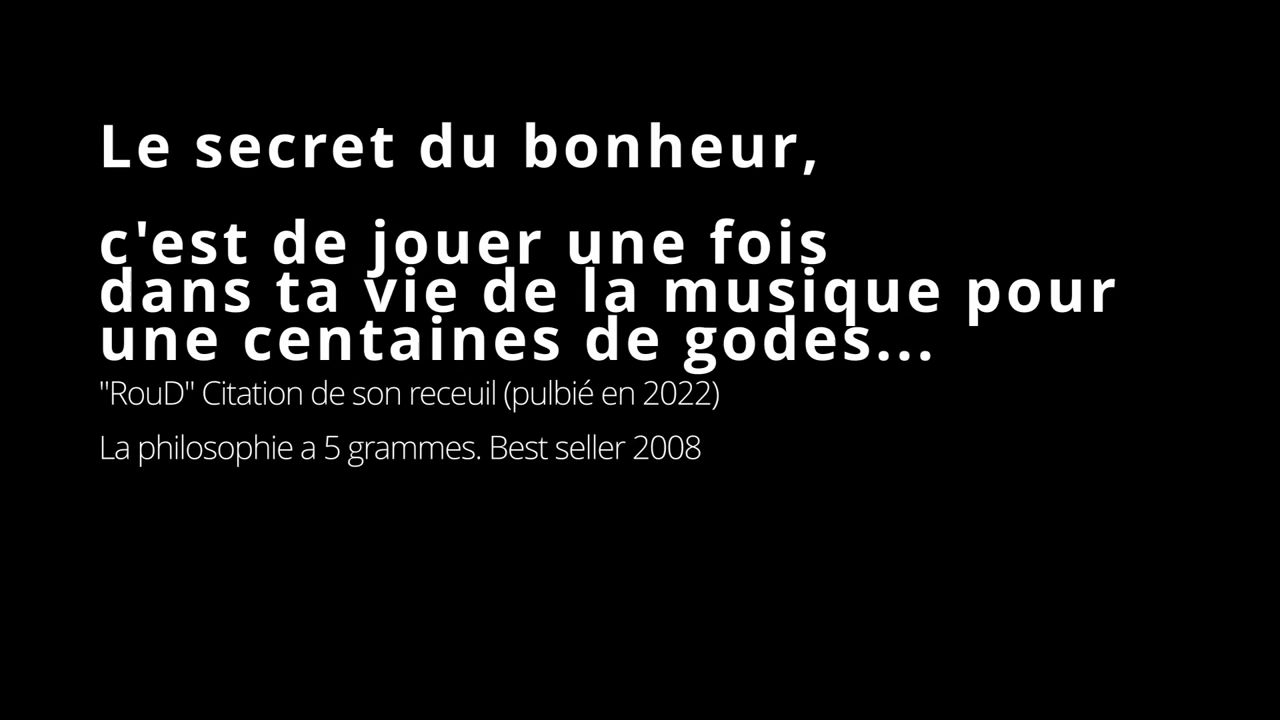 Le secret du bonheur,
c'est de jouer une fois
dans ta vie de la musique pour
une centaines de godes...
"RouD" Citation de son receuil (pulbié en 2022)
La philosophie a 5 grammes. Best seller 2008